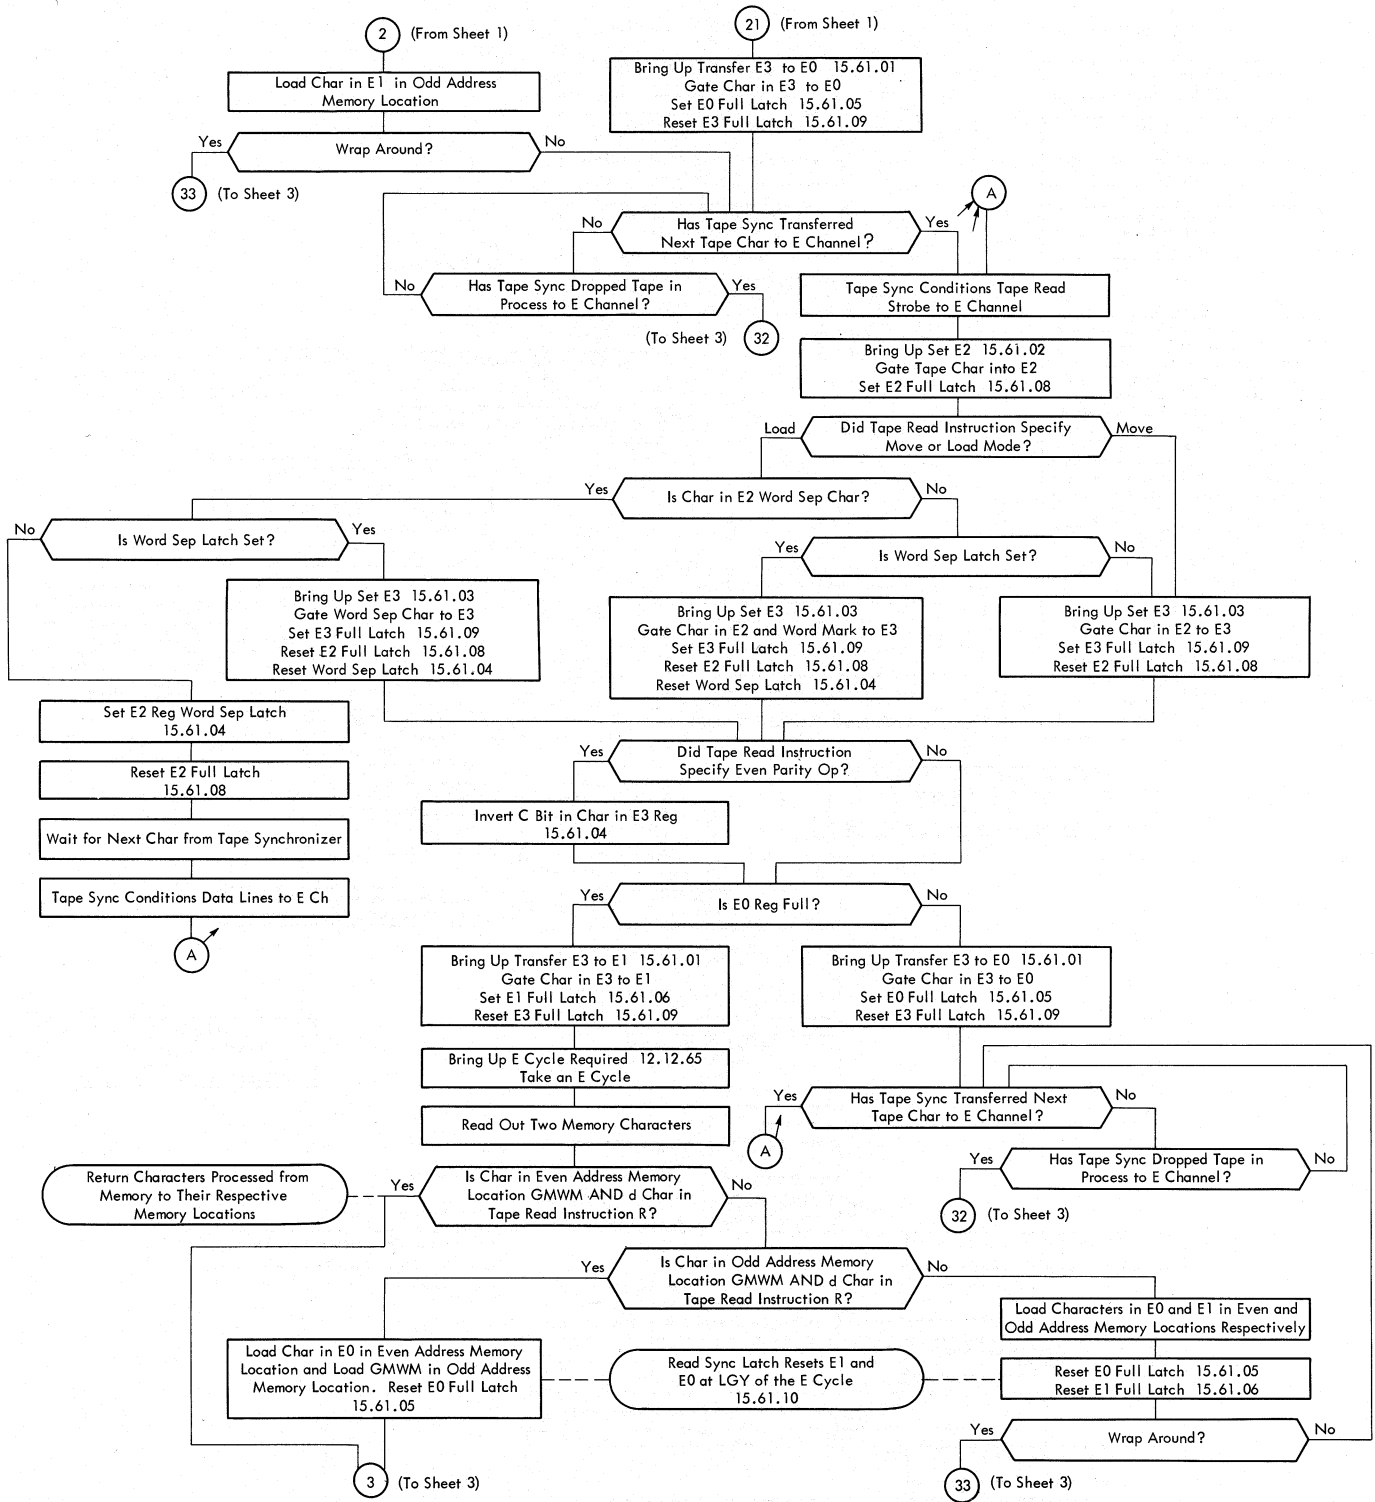 2 (From Sheet 1)
21 (From Sheet 1)
Load Char in E1 in Odd Address
Memory Location
Bring Up Transfer E3 to E0 15.61.01
Gate Char in E3 to E0
Set E0 Full Latch 15.61.05
Reset E3 Full Latch 15.61.09
Yes
Wrap Around?
No
33 (To Sheet 3)
A
No
Has Tape Sync Transferred
Next Tape Char to E Channel?
Yes
No
Has Tape Sync Dropped Tape in
Process to E Channel?
Yes
(To Sheet 3) 32
Tape Sync Conditions Tape Read
Strobe to E Channel
Bring Up Set E2 15.61.02
Gate Tape Char into E2
Set E2 Full Latch 15.61.08
Load
Did Tape Read Instruction Specify
Move or Load Mode?
Move
Yes
Is Char in E2 Word Sep Char?
No
No
Is Word Sep Latch Set?
Yes
Yes
Is Word Sep Latch Set?
No
Bring Up Set E3 15.61.03
Gate Word Sep Char to E3
Set E3 Full Latch 15.61.09
Reset E2 Full Latch 15.61.08
Reset Word Sep Latch 15.61.04
Bring Up Set E3 15.61.03
Gate Char in E2 and Word Mark to E3
Set E3 Full Latch 15.61.09
Reset E2 Full Latch 15.61.08
Reset Word Sep Latch 15.61.04
Bring Up Set E3 15.61.03
Gate Char in E2 to E3
Set E3 Full Latch 15.61.09
Reset E2 Full Latch 15.61.08
Set E2 Reg Word Sep Latch
15.61.04
Reset E2 Full Latch
15.61.08
Wait for Next Char from Tape Synchronizer
Tape Sync Conditions Data Lines to E Ch
A
Yes
Did Tape Read Instruction
Specify Even Parity Op?
No
Invert C Bit in Char in E3 Reg
15.61.04
Yes
Is E0 Reg Full?
No
Bring Up Transfer E3 to E1 15.61.01
Gate Char in E3 to E1
Set E1 Full Latch 15.61.06
Reset E3 Full Latch 15.61.09
Bring Up Transfer E3 to E0 15.61.01
Gate Char in E3 to E0
Set E0 Full Latch 15.61.05
Reset E3 Full Latch 15.61.09
Bring Up E Cycle Required 12.12.65
Take an E Cycle
Read Out Two Memory Characters
Yes
Has Tape Sync Transferred Next
Tape Char to E Channel?
No
A
Yes
Has Tape Sync Dropped Tape in
Process to E Channel?
No
32 (To Sheet 3)
Return Characters Processed from
Memory to Their Respective
Memory Locations
Yes
Is Char in Even Address Memory
Location GMWM AND d Char in
Tape Read Instruction R?
No
Yes
Is Char in Odd Address Memory
Location GMWM AND d Char in
Tape Read Instruction R?
No
Load Characters in E0 and E1 in Even and
Odd Address Memory Locations Respectively
Load Char in E0 in Even Address Memory
Location and Load GMWM in Odd Address
Memory Location. Reset E0 Full Latch
15.61.05
Read Sync Latch Resets E1 and
E0 at LGY of the E Cycle
15.61.10
Reset E0 Full Latch 15.61.05
Reset E1 Full Latch 15.61.06
Yes
Wrap Around?
No
3 (To Sheet 3)
33 (To Sheet 3)